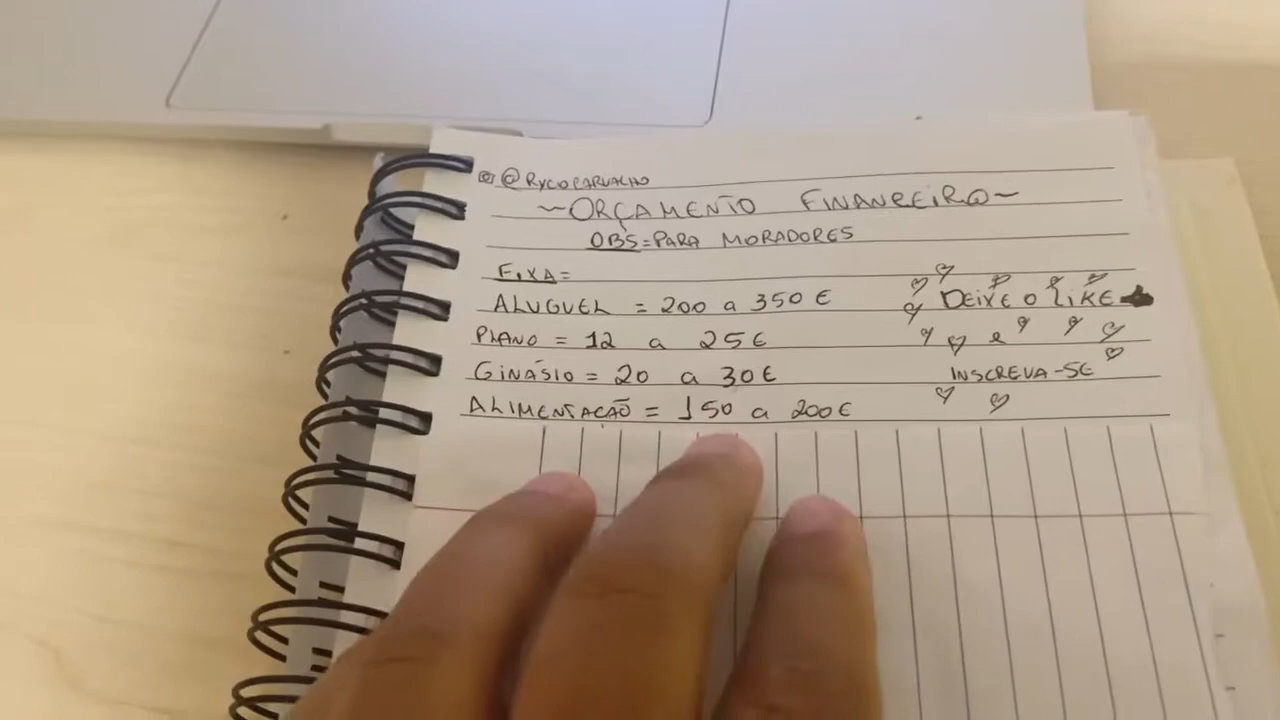 @RYCOCARVALHO
~ORÇAMENTO FINANCEIRO~
OBS=PARA MORADORES
FIXA=
ALUGUEL = 200 a 350 €
DEIXE O LIKE
PLANO = 12 a 25€
e
GINÁSIO = 20 a 30€
INSCREVA-SE
ALIMENTAÇÃO = 150 a 200€